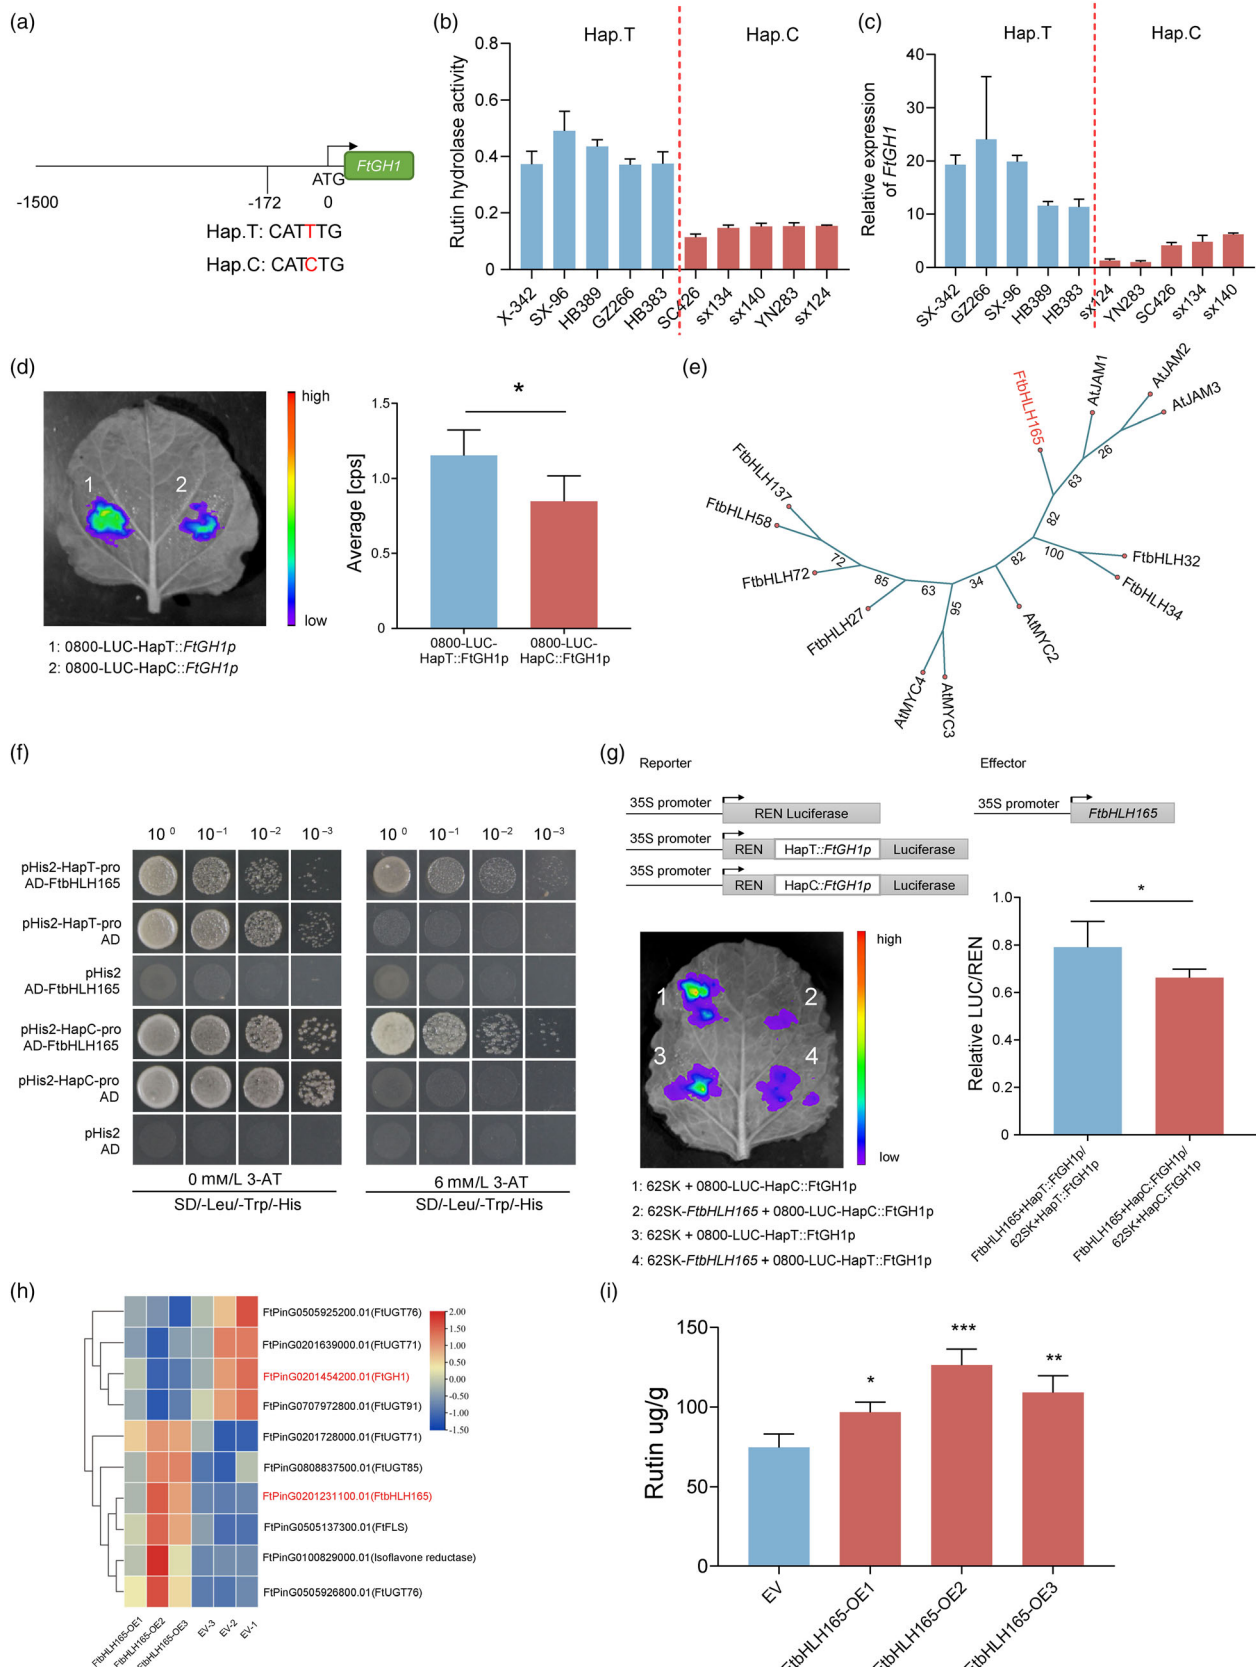 (a)
-1500
-172
ATG
0
FtGH1
Hap.T: CATTTG
Hap.C: CATCTG
(b)
Hap.T
Hap.C
Rutin hydrolase activity
0.8
0.6
0.4
0.2
0
X-342
SX-96
HB389
GZ266
HB383
SC426
sx134
sx140
YN283
sx124
(c)
Hap.T
Hap.C
Relative expression
of FtGH1
40
30
20
10
0
SX-342
GZ266
SX-96
HB389
HB383
sx124
YN283
SC426
sx134
sx140
(d)
1
2
high
low
1: 0800-LUC-HapT::FtGH1p
2: 0800-LUC-HapC::FtGH1p
Average [cps]
1.5
1.0
0.5
0
*
0800-LUC-
HapT::FtGH1p
0800-LUC-
HapC::FtGH1p
(e)
FtbHLH165
AtJAM1
AtJAM2
AtJAM3
26
63
82
FtbHLH32
100
FtbHLH34
82
AtMYC2
34
95
AtMYC3
AtMYC4
63
FtbHLH27
85
FtbHLH72
72
FtbHLH58
FtbHLH137
(f)
10 0
10 −1
10 −2
10 −3
10 0
10 −1
10 −2
10 −3
pHis2-HapT-pro
AD-FtbHLH165
pHis2-HapT-pro
AD
pHis2
AD-FtbHLH165
pHis2-HapC-pro
AD-FtbHLH165
pHis2-HapC-pro
AD
pHis2
AD
0 mM/L 3-AT
SD/-Leu/-Trp/-His
6 mM/L 3-AT
SD/-Leu/-Trp/-His
(g)
Reporter
Effector
35S promoter
REN Luciferase
35S promoter
REN
HapT::FtGH1p
Luciferase
35S promoter
REN
HapC::FtGH1p
Luciferase
35S promoter
FtbHLH165
1
2
3
4
high
low
1: 62SK + 0800-LUC-HapC::FtGH1p
2: 62SK-FtbHLH165 + 0800-LUC-HapC::FtGH1p
3: 62SK + 0800-LUC-HapT::FtGH1p
4: 62SK-FtbHLH165 + 0800-LUC-HapT::FtGH1p
Relative LUC/REN
1.0
0.8
0.6
0.4
0.2
0
*
FtbHLH165+HapT::FtGH1p/
62SK+HapT::FtGH1p
FtbHLH165+HapC:FtGH1p/
62SK+HapC:FtGH1p
(h)
FtPinG0505925200.01(FtUGT76)
FtPinG0201639000.01(FtUGT71)
FtPinG0201454200.01(FtGH1)
FtPinG0707972800.01(FtUGT91)
FtPinG0201728000.01(FtUGT71)
FtPinG0808837500.01(FtUGT85)
FtPinG0201231100.01(FtbHLH165)
FtPinG0505137300.01(FtFLS)
FtPinG0100829000.01(Isoflavone reductase)
FtPinG0505926800.01(FtUGT76)
2.00
1.50
1.00
0.50
0.00
-0.50
-1.00
-1.50
FtbHLH165-OE1
FtbHLH165-OE2
FtbHLH165-OE3
EV-3
EV-2
EV-1
(i)
Rutin ug/g
150
100
50
0
*
***
**
EV
FtbHLH165-OE1
FtbHLH165-OE2
FtbHLH165-OE3